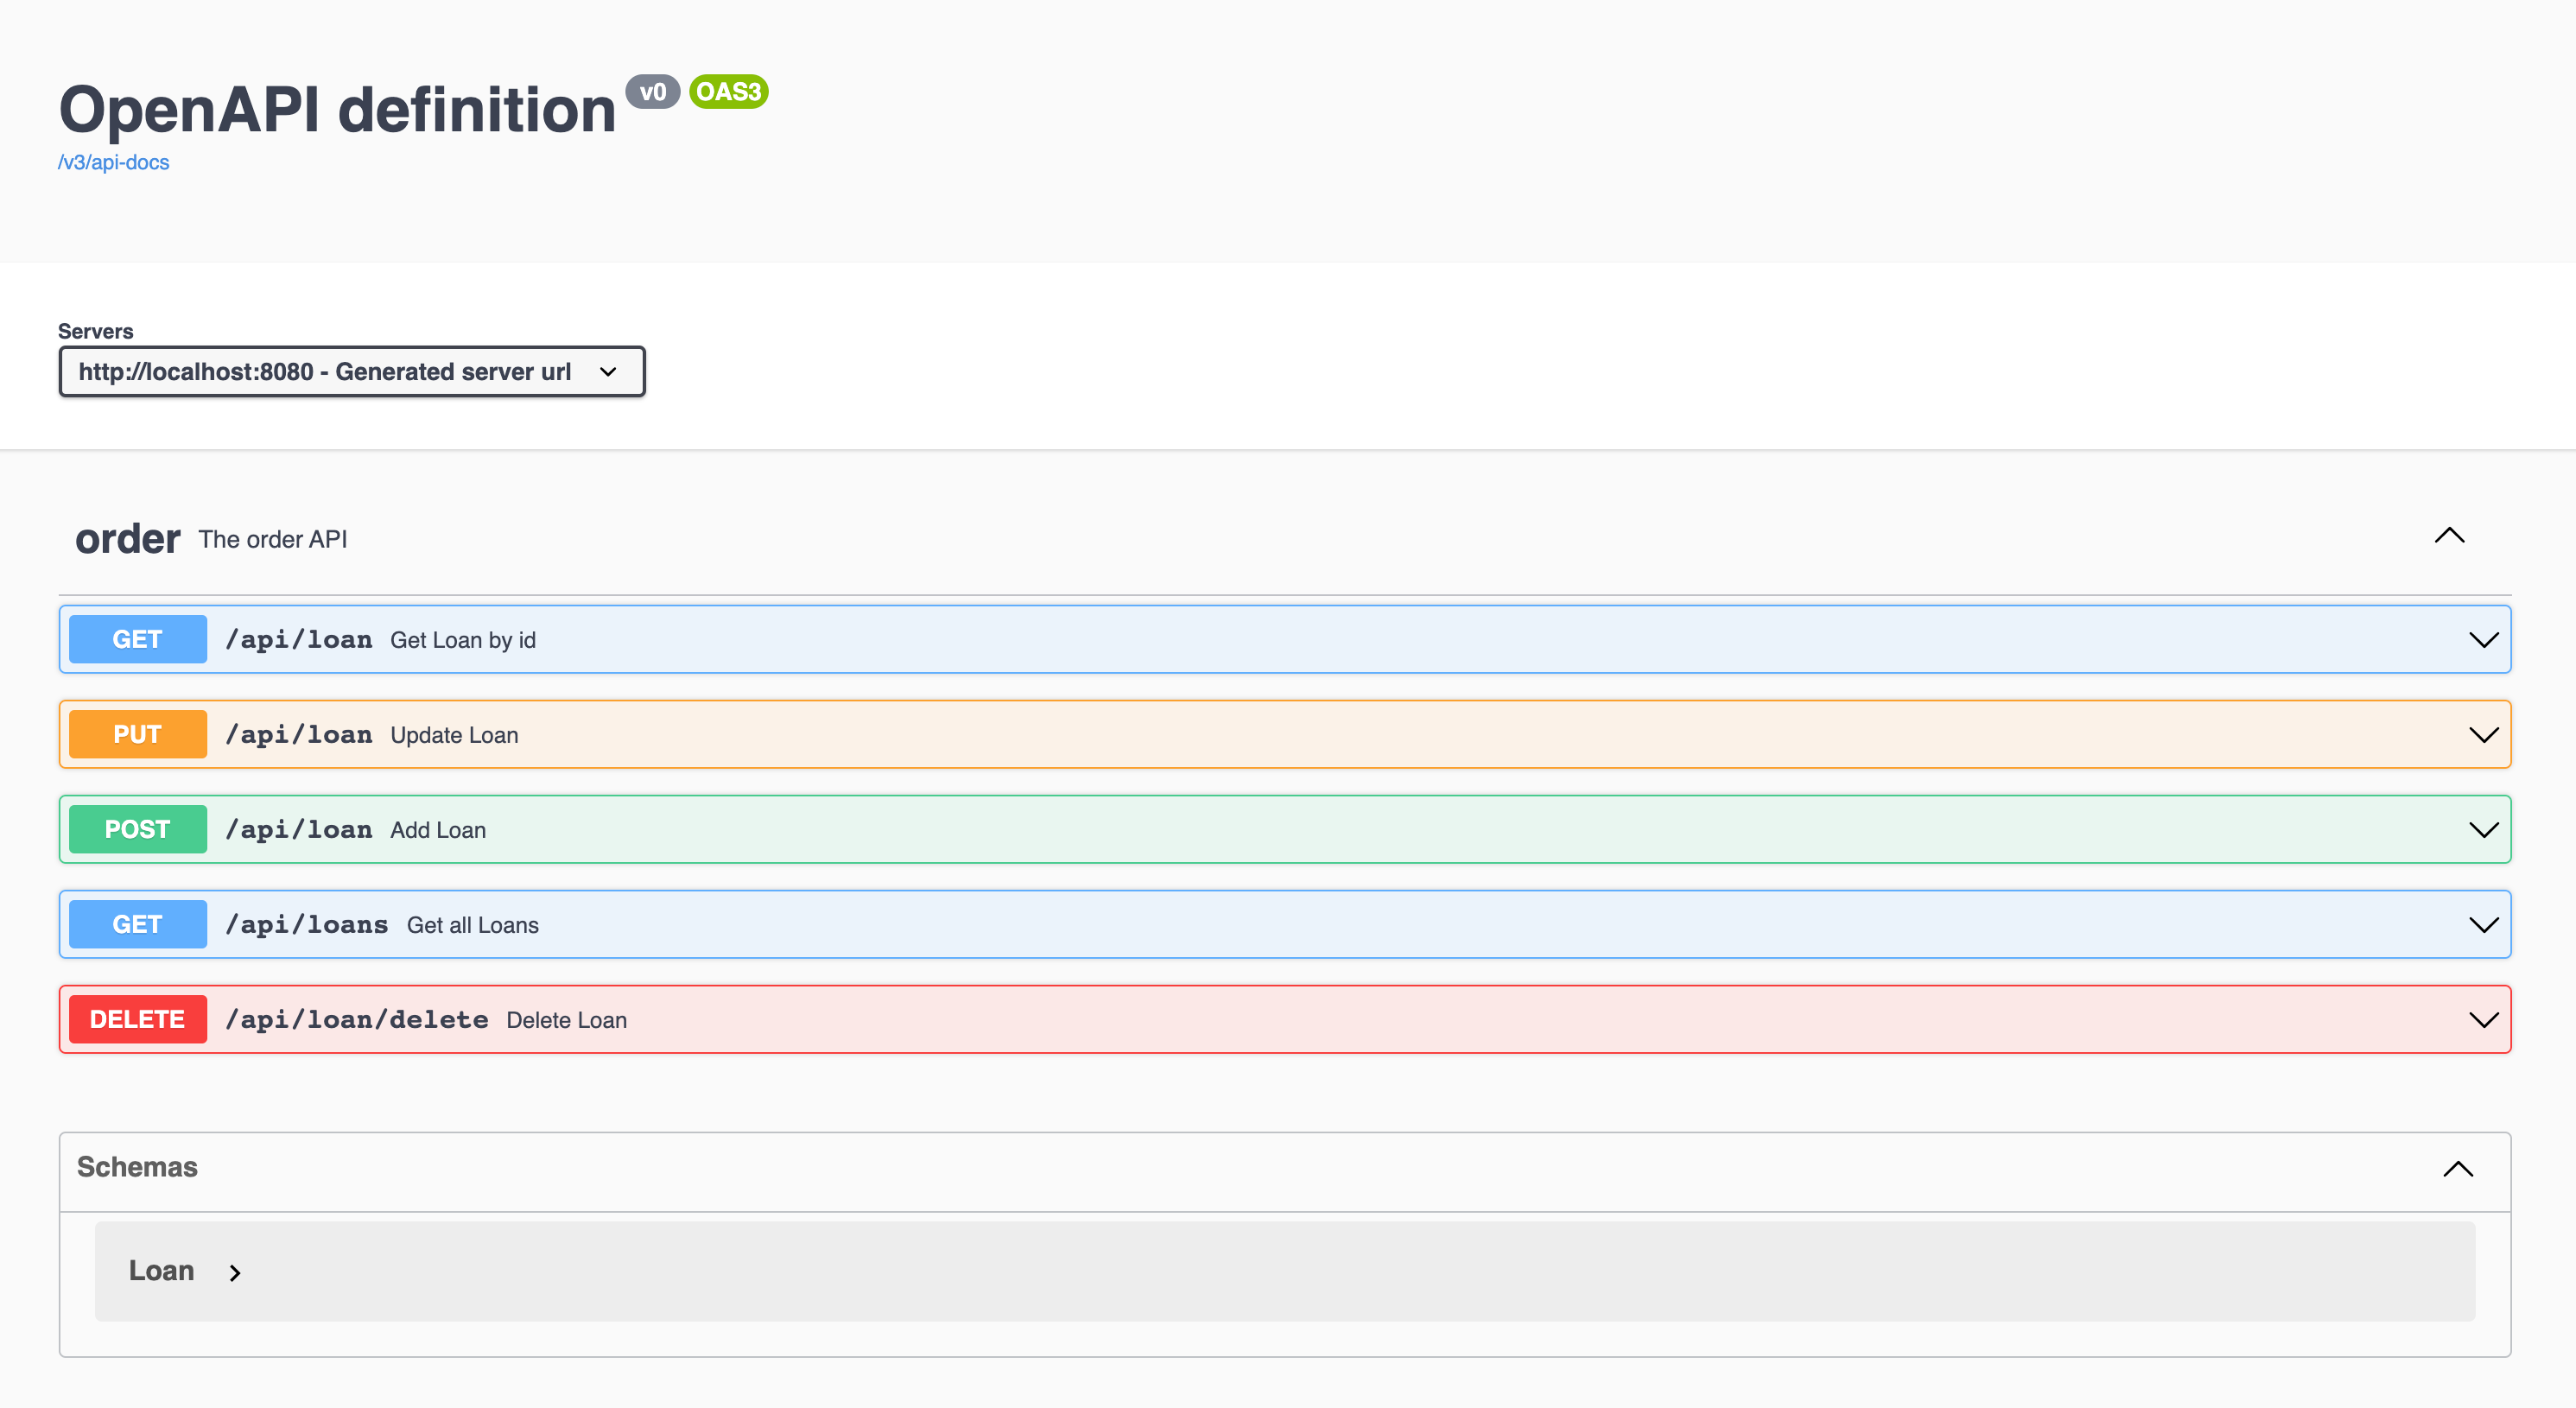 OpenAPI definition v0 OAS3
/v3/api-docs
Servers
http://localhost:8080 - Generated server url
order The order API
GET /api/loan Get Loan by id
PUT /api/loan Update Loan
POST /api/loan Add Loan
GET /api/loans Get all Loans
DELETE /api/loan/delete Delete Loan
Schemas
Loan